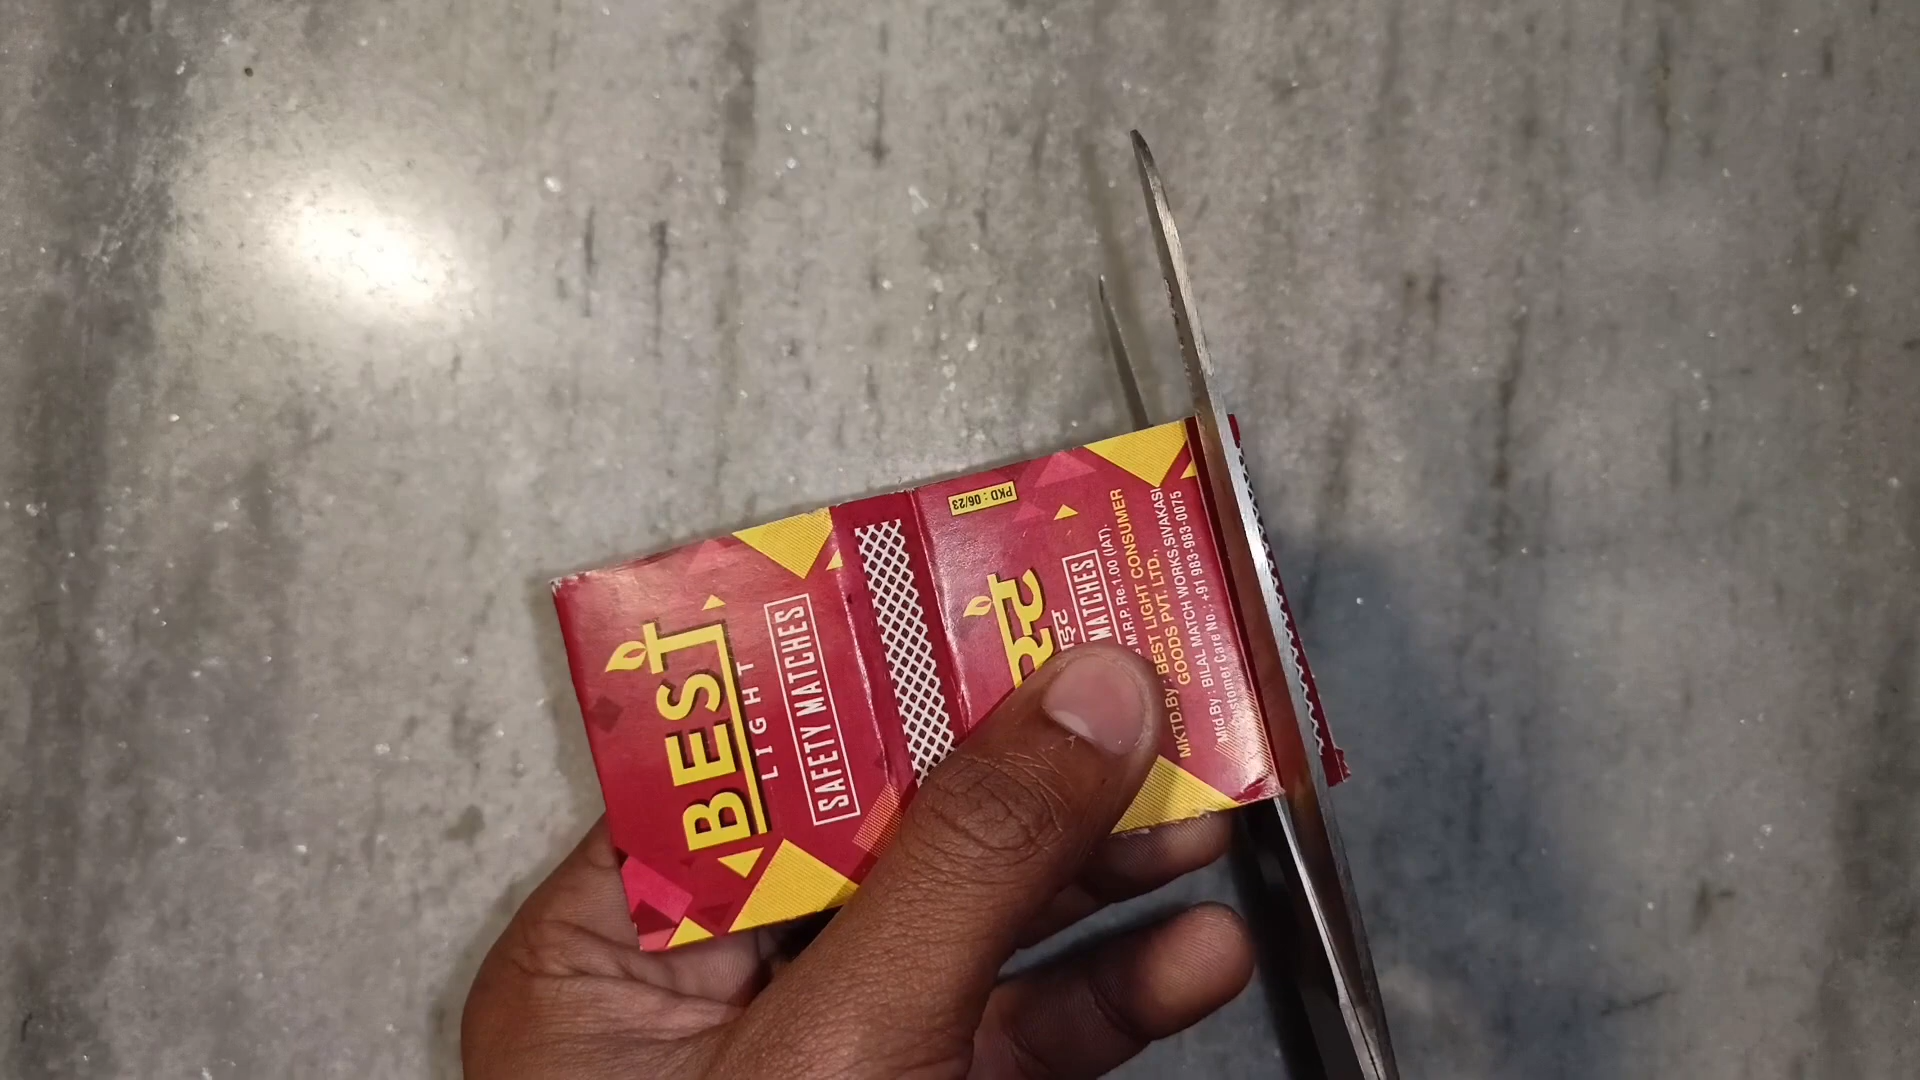 BEST
LIGHT
SAFETY MATCHES
PKD : 06/23
MATCHES
M.R.P. Re.1.00 (IAT).
MKTD.By : BEST LIGHT CONSUMER
GOODS PVT. LTD.,
Mfd.By : BILAL MATCH WORKS,SIVAKASI
Customer Care No.: +91 983-983-0075